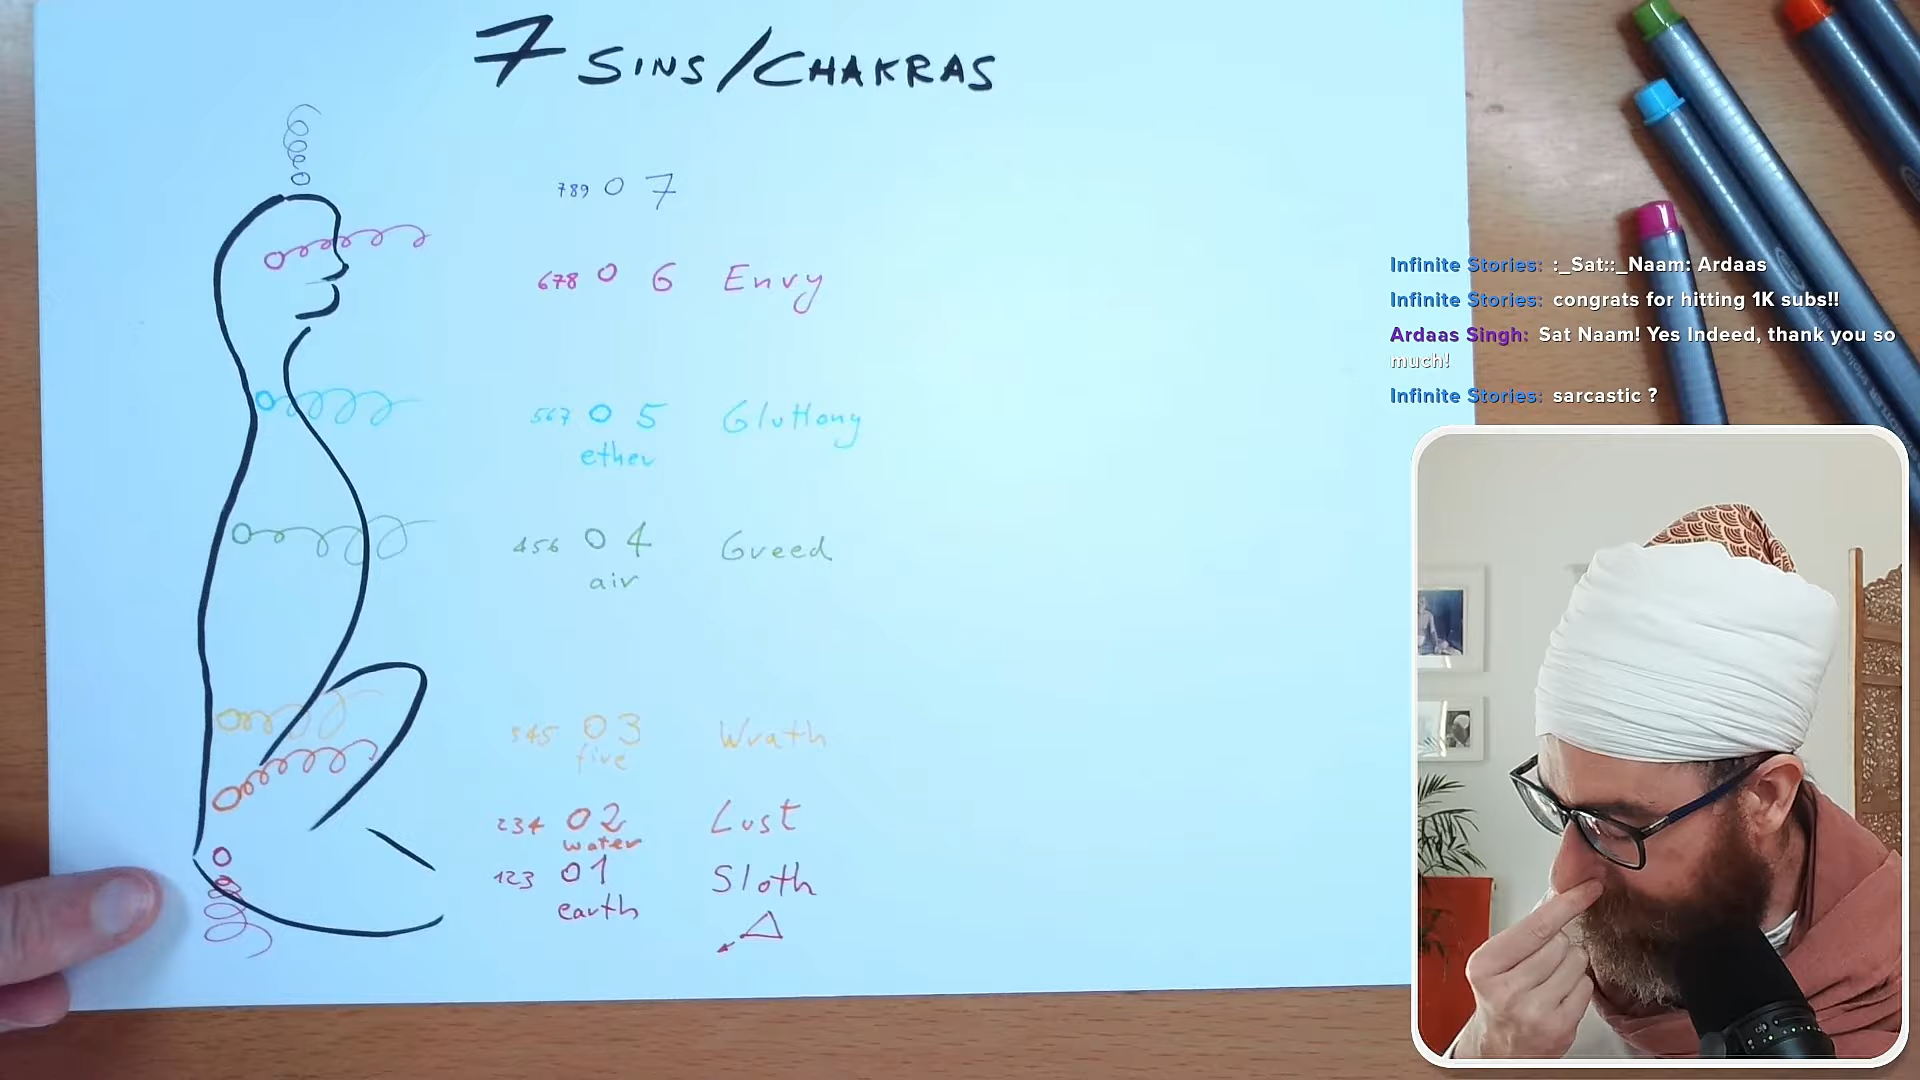 7 SINS/CHAKRAS
789 0 7
678 0 6 Envy
567 0 5 Gluttony
ether
456 0 4 Greed
air
345 0 3 Wrath
fire
234 0 2 Lust
water
123 0 1 Sloth
earth
Infinite Stories: :_Sat::_Naam: Ardaas
Infinite Stories: congrats for hitting 1K subs!!
Ardaas Singh: Sat Naam! Yes Indeed, thank you so
much!
Infinite Stories: sarcastic ?